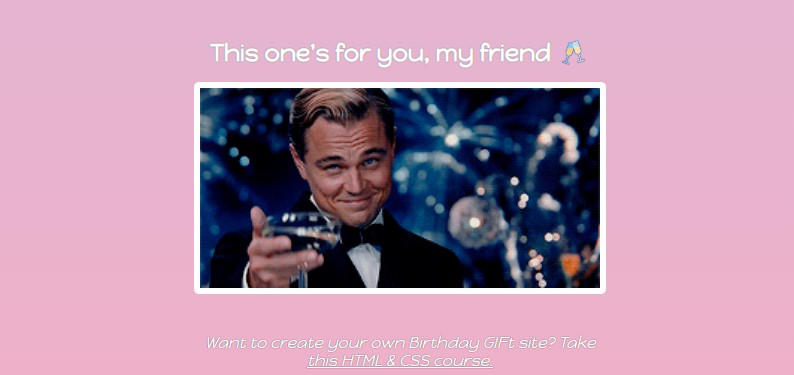 This one's for you, my friend 🥂
Want to create your own Birthday GIFt site? Take
this HTML & CSS course.